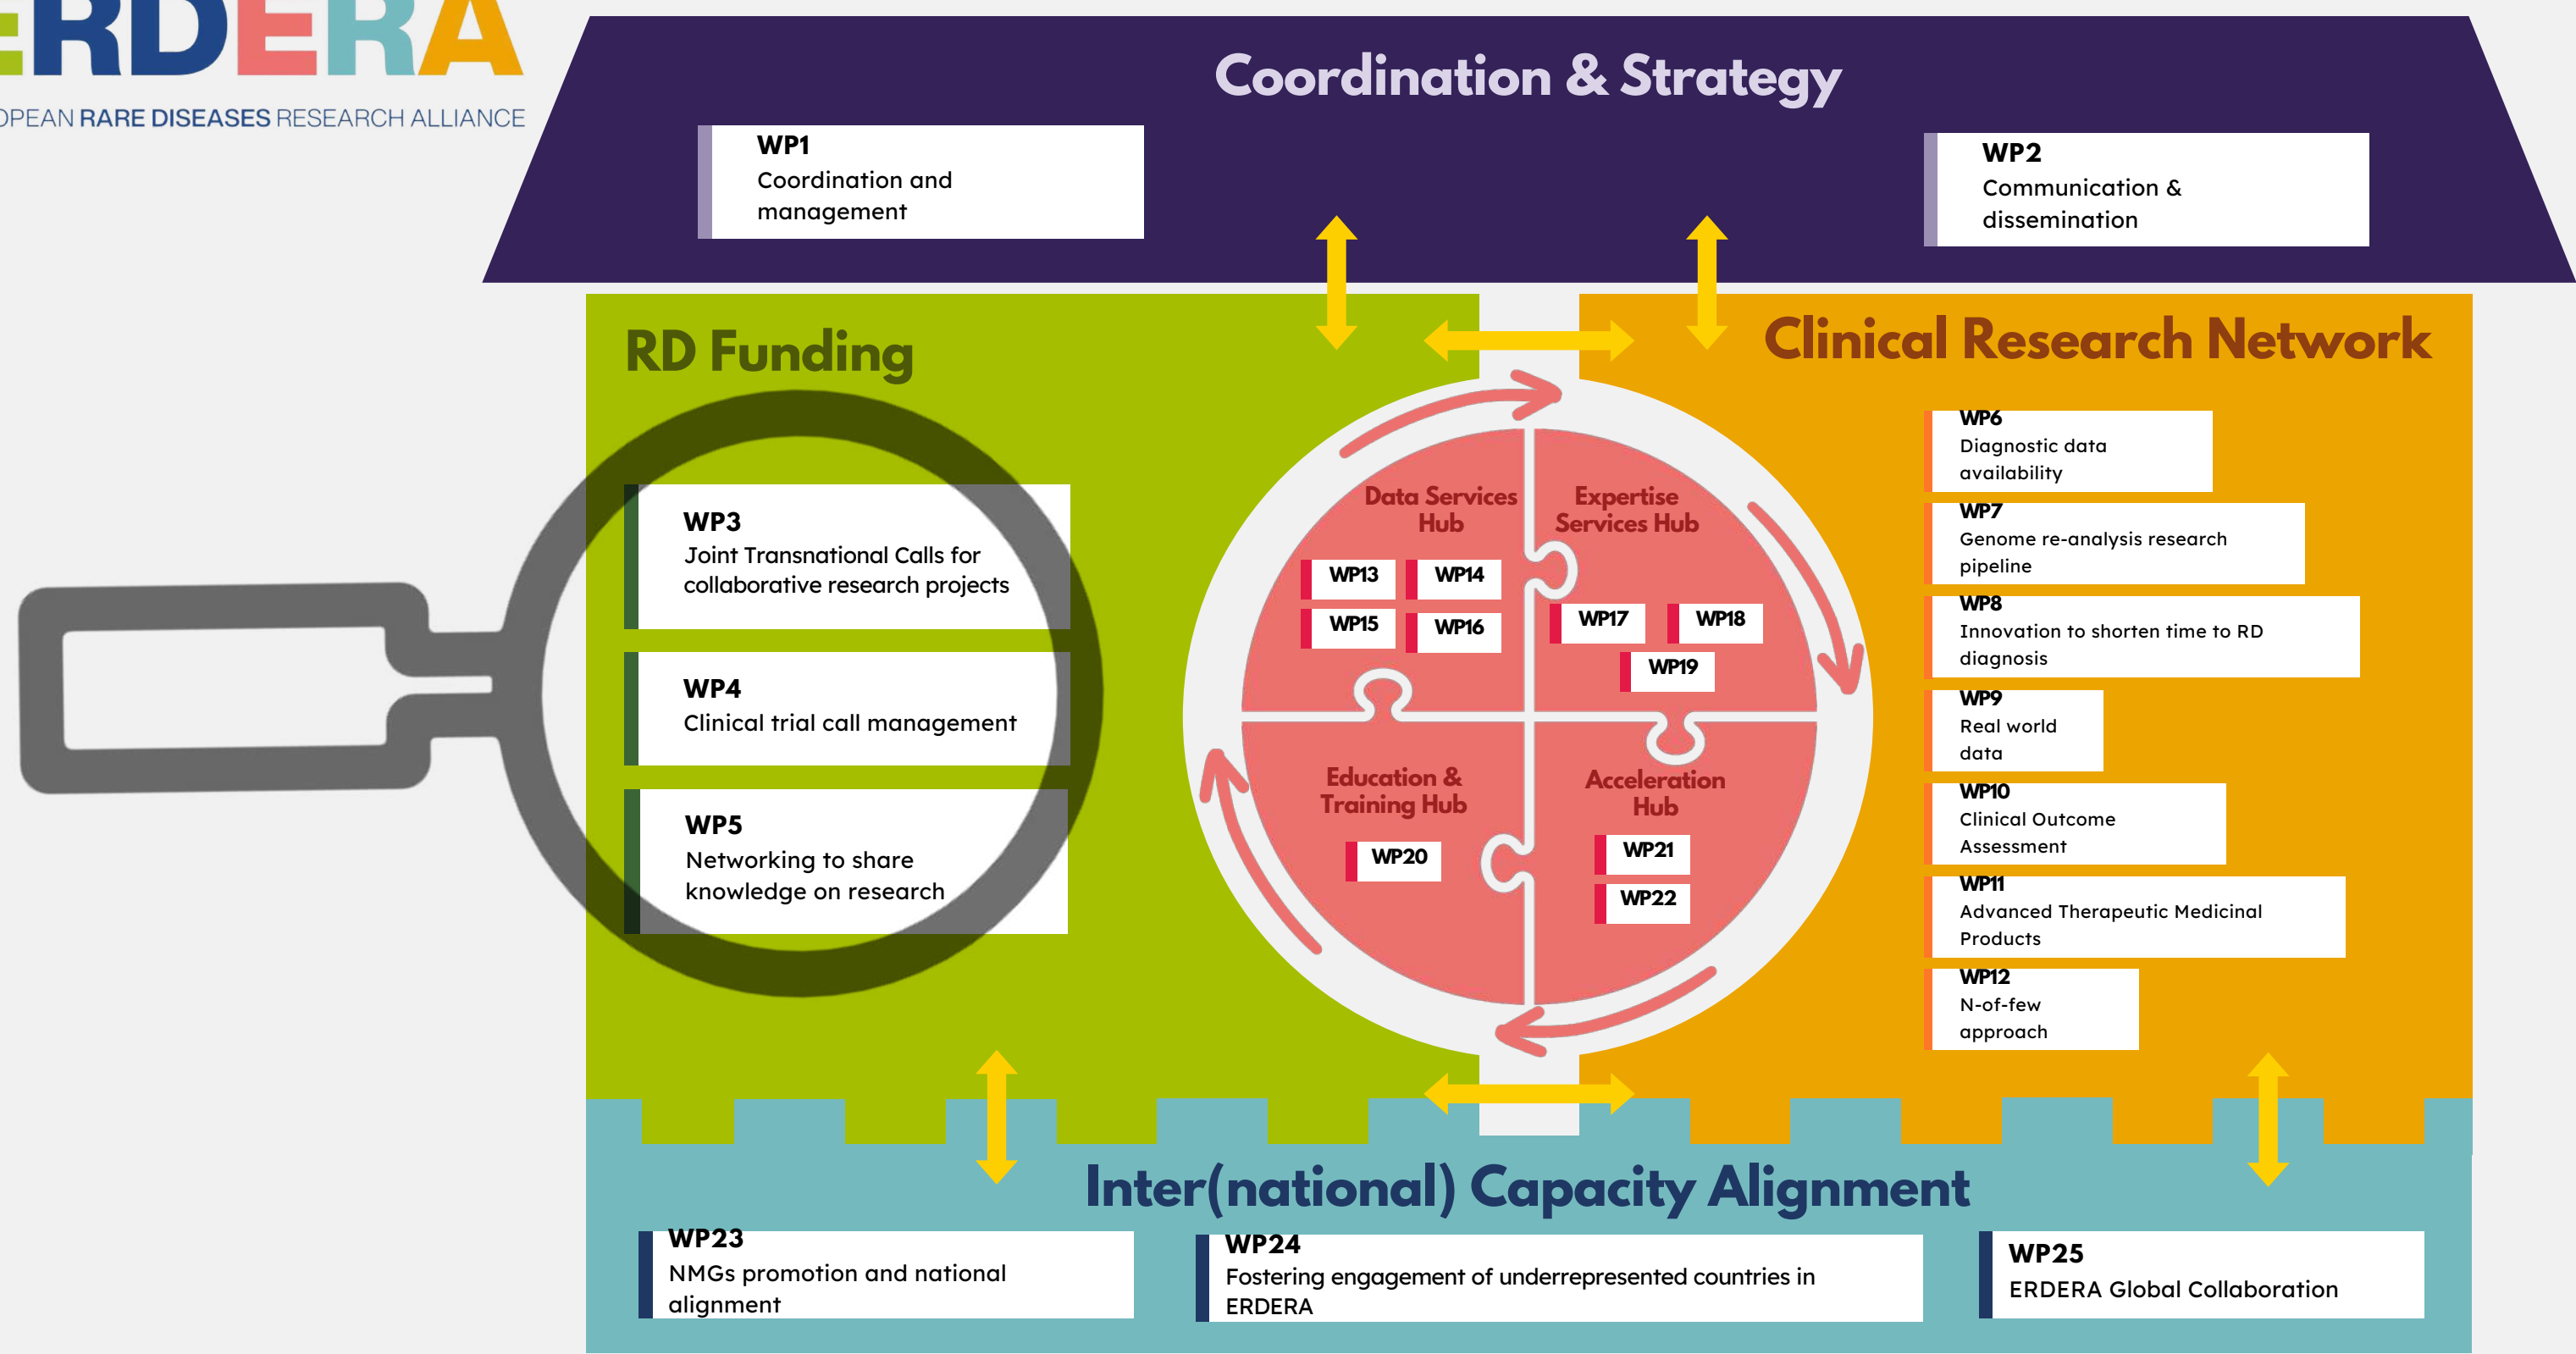 ERDERA
OPEAN RARE DISEASES RESEARCH ALLIANCE
Coordination & Strategy
WP1
Coordination and
management
WP2
Communication &
dissemination
RD Funding
WP3
Joint Transnational Calls for
collaborative research projects
WP4
Clinical trial call management
WP5
Networking to share
knowledge on research
Data Services
Hub
WP13
WP14
WP15
WP16
Expertise
Services Hub
WP17
WP18
WP19
Education &
Training Hub
WP20
Acceleration
Hub
WP21
WP22
Clinical Research Network
WP6
Diagnostic data
availability
WP7
Genome re-analysis research
pipeline
WP8
Innovation to shorten time to RD
diagnosis
WP9
Real world
data
WP10
Clinical Outcome
Assessment
WP11
Advanced Therapeutic Medicinal
Products
WP12
N-of-few
approach
Inter(national) Capacity Alignment
WP23
NMGs promotion and national
alignment
WP24
Fostering engagement of underrepresented countries in
ERDERA
WP25
ERDERA Global Collaboration